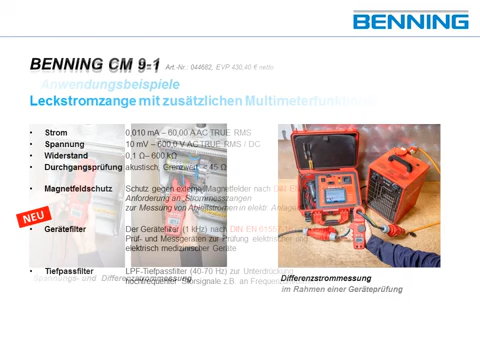 BENNING
BENNING CM 9-1 Art.-Nr.: 044682, EVP 430,40 € netto
Anwendungsbeispiele
Leckstromzange mit zusätzlichen Multimeterfunktionen
• Strom 0,010 mA – 60,00 A AC TRUE RMS
• Spannung 10 mV – 600,0 V AC TRUE RMS / DC
• Widerstand 0,1 Ω – 600 kΩ
• Durchgangsprüfung akustisch, Grenzwert < 45 Ω
• Magnetfeldschutz Schutz gegen externe Magnetfelder nach DIN EN
Anforderung an Strommesszangen
zur Messung von Ableitströmen in elektr. Anlagen
NEU
• Gerätefilter Der Gerätefilter (1 kHz) nach DIN EN
Prüf- und Messgeräten zur Prüfung elektrischer und
elektrisch medizinischer Geräte
• Tiefpassfilter LPF-Tiefpassfilter (40-70 Hz) zur Unterdrückung
Spannungs- und Differenzstrommessung
hochfrequenter Störsignale z.B. an
Differenzstrommessung
im Rahmen einer Geräteprüfung